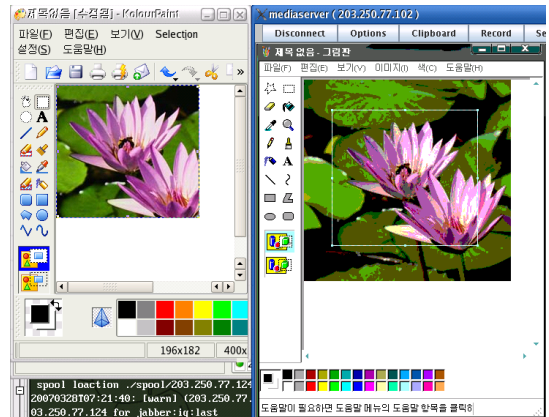 제목없음 [수정됨] - KolourPaint
파일(F) 편집(E) 보기(V) Selection
설정(S) 도움말(H)
»
A
196x182 400x
mediaserver ( 203.250.77.102 )
Disconnect Options Clipboard Record Se
제목 없음 - 그림판
파일(F) 편집(E) 보기(V) 이미지(I) 색(C) 도움말(H)
A
도움말이 필요하면 도움말 메뉴의 도움말 항목을 클릭하
spool loaction ./spool/203.250.77.124
20070328T07:21:40: [warn] (203.250.
03.250.77.124 for jabber:iq:last